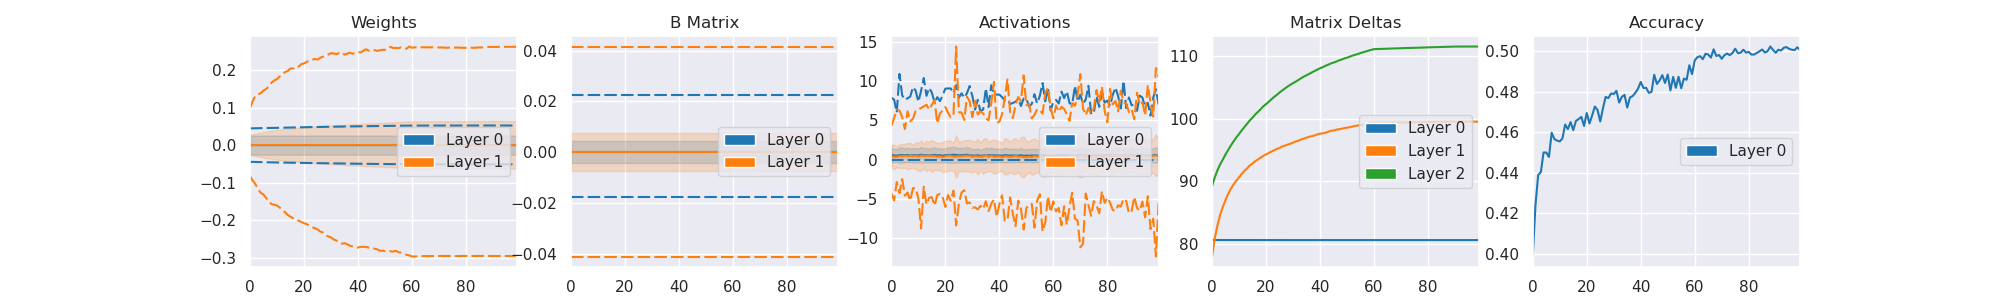 Weights
0.2
0.1
0.0
−0.1
−0.2
−0.3
0 20 40 60 80
Layer 0
Layer 1
B Matrix
0.04
0.02
0.00
−0.02
−0.04
0 20 40 60 80
Layer 0
Layer 1
Activations
15
10
5
0
−5
−10
0 20 40 60 80
Layer 0
Layer 1
Matrix Deltas
110
100
90
80
0 20 40 60 80
Layer 0
Layer 1
Layer 2
Accuracy
0.50
0.48
0.46
0.44
0.42
0.40
0 20 40 60 80
Layer 0